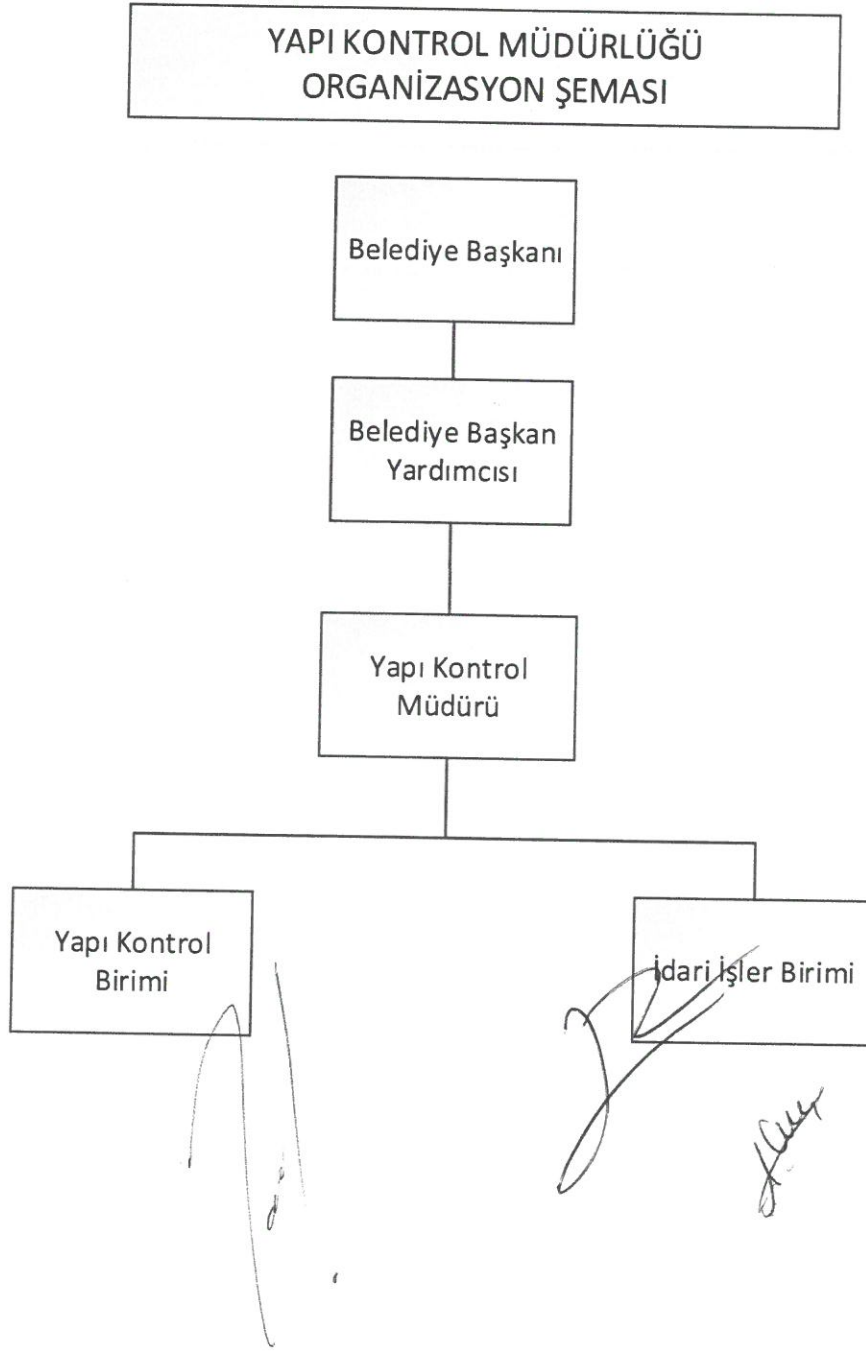 YAPI KONTROL MÜDÜRLÜĞÜ
ORGANİZASYON ŞEMASI
Belediye Başkanı
Belediye Başkan
Yardımcısı
Yapı Kontrol
Müdürü
Yapı Kontrol
Birimi
İdari İşler Birimi